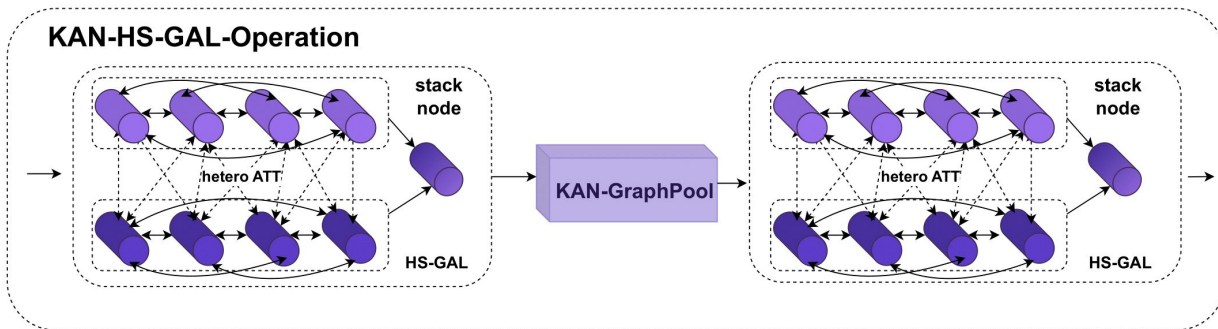 KAN-HS-GAL-Operation
stack
node
hetero ATT
HS-GAL
KAN-GraphPool
stack
node
hetero ATT
HS-GAL